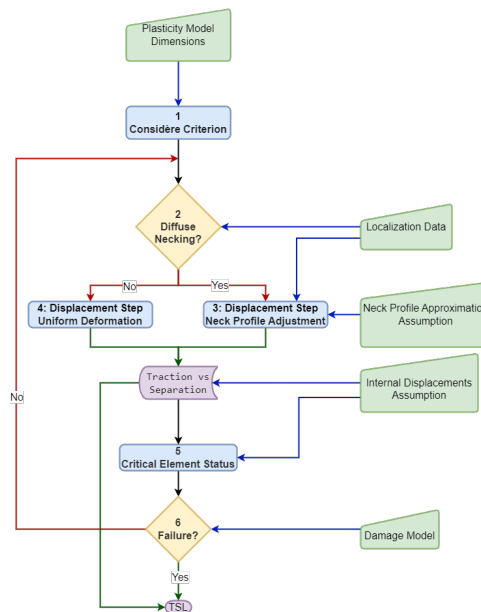 Plasticity Model
Dimensions
1
Considère Criterion
2
Diffuse
Necking?
Localization Data
No
Yes
4: Displacement Step
Uniform Deformation
3: Displacement Step
Neck Profile Adjustment
Neck Profile Approximatio
Assumption
Traction vs
Separation
Internal Displacements
Assumption
No
5
Critical Element Status
6
Failure?
Damage Model
Yes
TSL